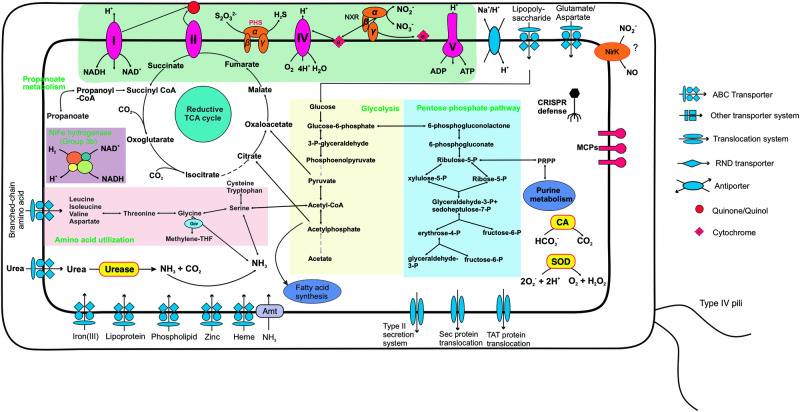 H⁺
S₂O₃²⁻
PHS
H₂S
H⁺
NXR
NO₂⁻
NO₃⁻
H⁺
Na⁺/H⁺
Lipopoly-
saccharide
Glutamate/
Aspartate
NO₂⁻
I
II
α
β
γ
IV
c
α
β
γ
c
V
NirK
?
NO
NADH
NAD⁺
O₂
4H⁺
H₂O
ADP
ATP
H⁺
Succinate
Fumarate
Propanoate
metabolism
Propanoyl
-CoA
Succinyl CoA
Propanoate
CO₂
Reductive
TCA cycle
Malate
Oxaloacetate
Oxoglutarate
CO₂
Isocitrate
Citrate
NiFe hydrogenase
(Group 3b)
H₂
NAD⁺
H⁺
NADH
Glucose
Glycolysis
Glucose-6-phosphate
3-P-glyceraldehyde
Phosphoenolpyruvate
Pyruvate
Acetyl-CoA
Acetylphosphate
Acetate
Pentose phosphate pathway
6-phosphogluconolactone
6-phosphogluconate
Ribulose-5-P
xylulose-5-P
Ribose-5-P
Glyceraldehyde-3-P+
sedoheptulose-7-P
erythrose-4-P
fructose-6-P
glyceraldehyde-
3-P
fructose-6-P
PRPP
Purine
metabolism
CRISPR
defense
MCPs
CA
HCO₃⁻
CO₂
SOD
2O₂⁻ + 2H⁺
O₂ + H₂O₂
Branched-chain
amino acid
Leucine
Isoleucine
Valine
Aspartate
Threonine
Glycine
Gcv
Methylene-THF
Serine
Cysteine
Tryptophan
Amino acid utilization
Urea
Urea
Urease
NH₃ + CO₂
NH₃
Fatty acid
synthesis
Iron(III)
Lipoprotein
Phospholipid
Zinc
Heme
Amt
NH₃
Type II
secretion
system
Sec protein
translocation
TAT protein
translocation
Type IV pili
ABC Transporter
Other transporter system
Translocation system
RND transporter
Antiporter
Quinone/Quinol
Cytochrome